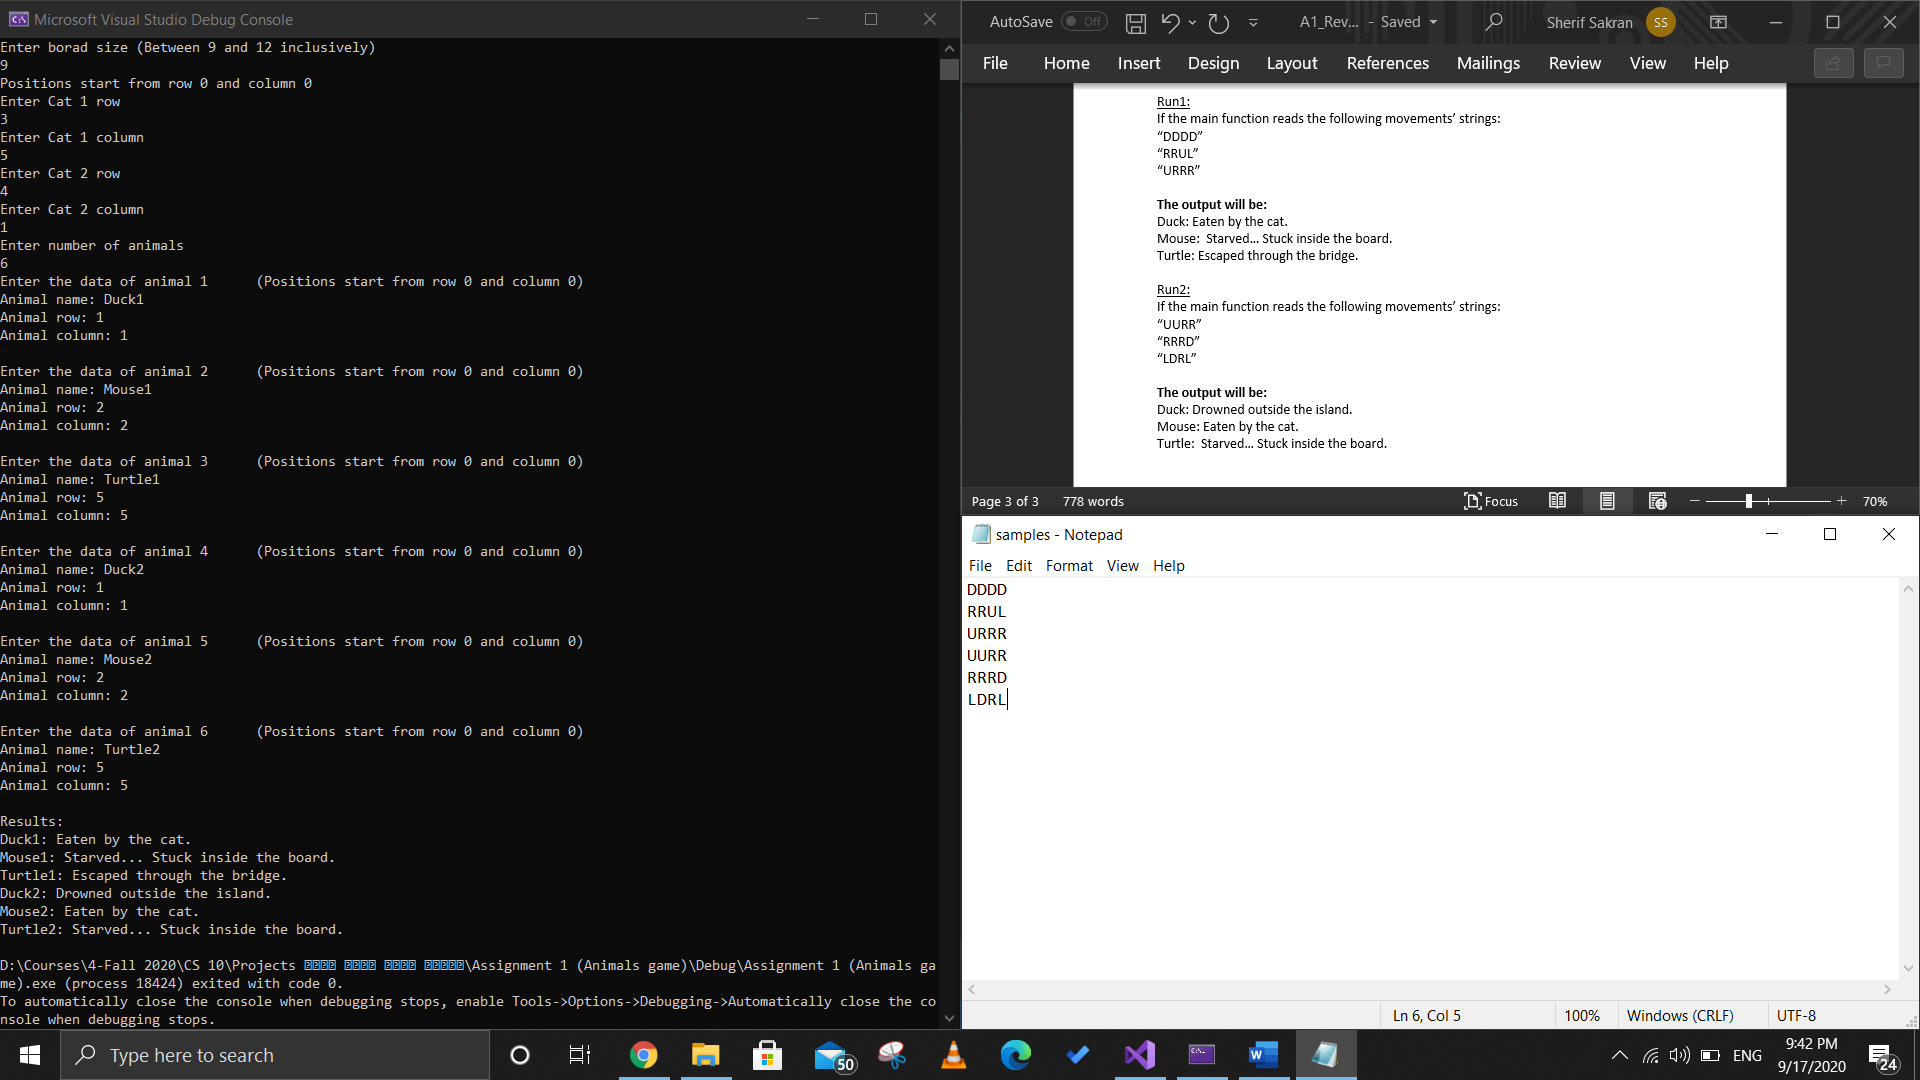 Microsoft Visual Studio Debug Console
Enter borad size (Between 9 and 12 inclusively)
9
Positions start from row 0 and column 0
Enter Cat 1 row
3
Enter Cat 1 column
5
Enter Cat 2 row
4
Enter Cat 2 column
1
Enter number of animals
6
Enter the data of animal 1 (Positions start from row 0 and column 0)
Animal name: Duck1
Animal row: 1
Animal column: 1
Enter the data of animal 2 (Positions start from row 0 and column 0)
Animal name: Mouse1
Animal row: 2
Animal column: 2
Enter the data of animal 3 (Positions start from row 0 and column 0)
Animal name: Turtle1
Animal row: 5
Animal column: 5
Enter the data of animal 4 (Positions start from row 0 and column 0)
Animal name: Duck2
Animal row: 1
Animal column: 1
Enter the data of animal 5 (Positions start from row 0 and column 0)
Animal name: Mouse2
Animal row: 2
Animal column: 2
Enter the data of animal 6 (Positions start from row 0 and column 0)
Animal name: Turtle2
Animal row: 5
Animal column: 5
Results:
Duck1: Eaten by the cat.
Mouse1: Starved... Stuck inside the board.
Turtle1: Escaped through the bridge.
Duck2: Drowned outside the island.
Mouse2: Eaten by the cat.
Turtle2: Starved... Stuck inside the board.
D:\Courses\4-Fall 2020\CS 10\Projects \Assignment 1 (Animals game)\Debug\Assignment 1 (Animals ga
me).exe (process 18424) exited with code 0.
To automatically close the console when debugging stops, enable Tools->Options->Debugging->Automatically close the co
nsole when debugging stops.
AutoSave Off A1_Rev... - Saved Sherif Sakran SS
File Home Insert Design Layout References Mailings Review View Help
Run1:
If the main function reads the following movements’ strings:
“DDDD”
“RRUL”
“URRR”
The output will be:
Duck: Eaten by the cat.
Mouse: Starved... Stuck inside the board.
Turtle: Escaped through the bridge.
Run2:
If the main function reads the following movements’ strings:
“UURR”
“RRRD”
“LDRL”
The output will be:
Duck: Drowned outside the island.
Mouse: Eaten by the cat.
Turtle: Starved... Stuck inside the board.
Page 3 of 3 778 words Focus 70%
samples - Notepad
File Edit Format View Help
DDDD
RRUL
URRR
UURR
RRRD
LDRL
Ln 6, Col 5 100% Windows (CRLF) UTF-8
Type here to search 50 ENG 9:42 PM 24
9/17/2020